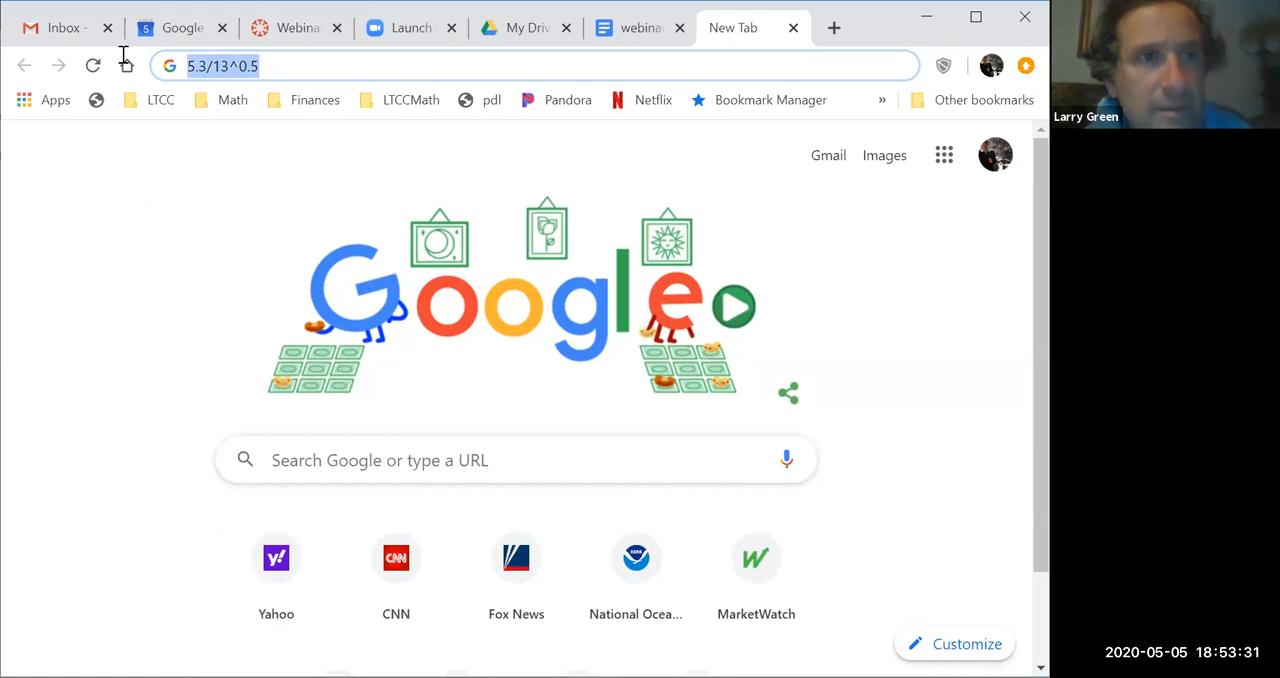 Inbox -
Google
Webina
Launch
My Driv
webina
New Tab
5.3/13^0.5
Apps
LTCC
Math
Finances
LTCCMath
pdl
Pandora
Netflix
Bookmark Manager
»
Other bookmarks
Larry Green
Gmail
Images
Google
Search Google or type a URL
Yahoo
CNN
Fox News
National Ocea...
MarketWatch
Customize
2020-05-05 18:53:31